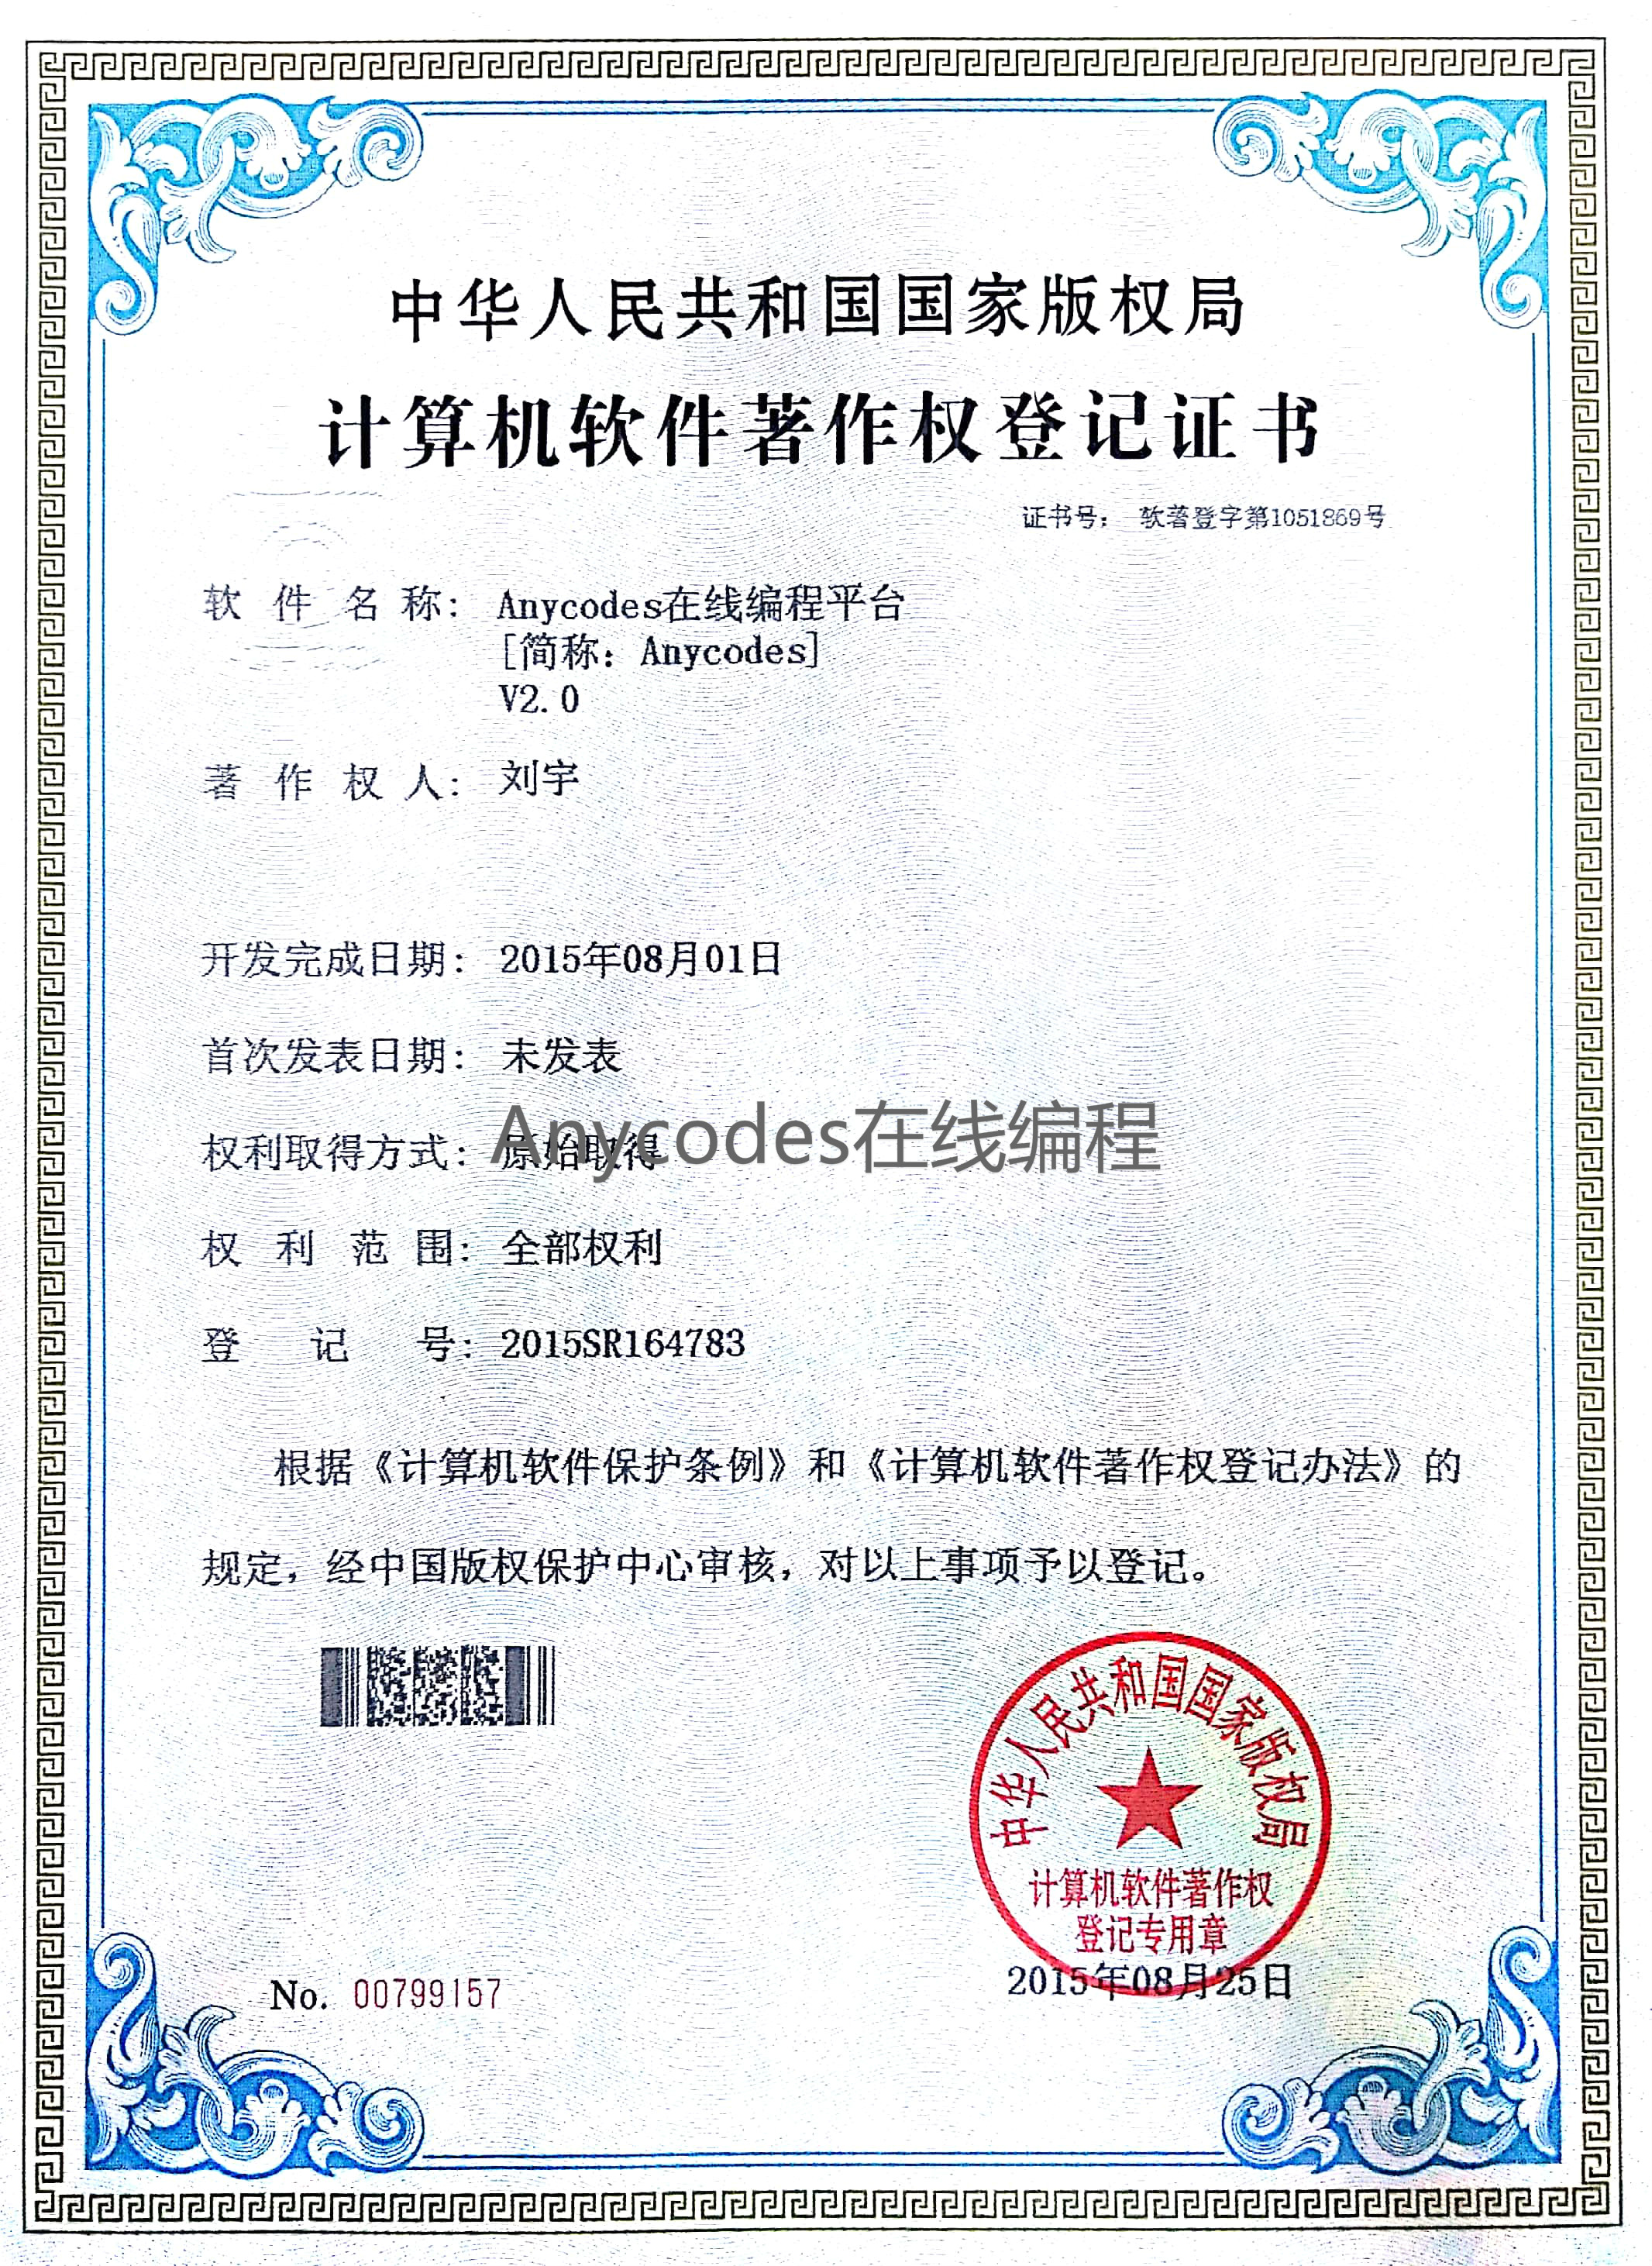 中华人民共和国国家版权局
计算机软件著作权登记证书
证书号： 软著登字第1051869号
软件名称： Anycodes在线编程平台
[简称：Anycodes]
V2.0
著作权人： 刘宇
开发完成日期： 2015年08月01日
首次发表日期： 未发表
Anycodes在线编程
权利取得方式： 原始取得
权利范围： 全部权利
登记号： 2015SR164783
根据《计算机软件保护条例》和《计算机软件著作权登记办法》的
规定，经中国版权保护中心审核，对以上事项予以登记。
中华人民共和国国家版权局
计算机软件著作权
登记专用章
No. 00799157
2015年08月25日